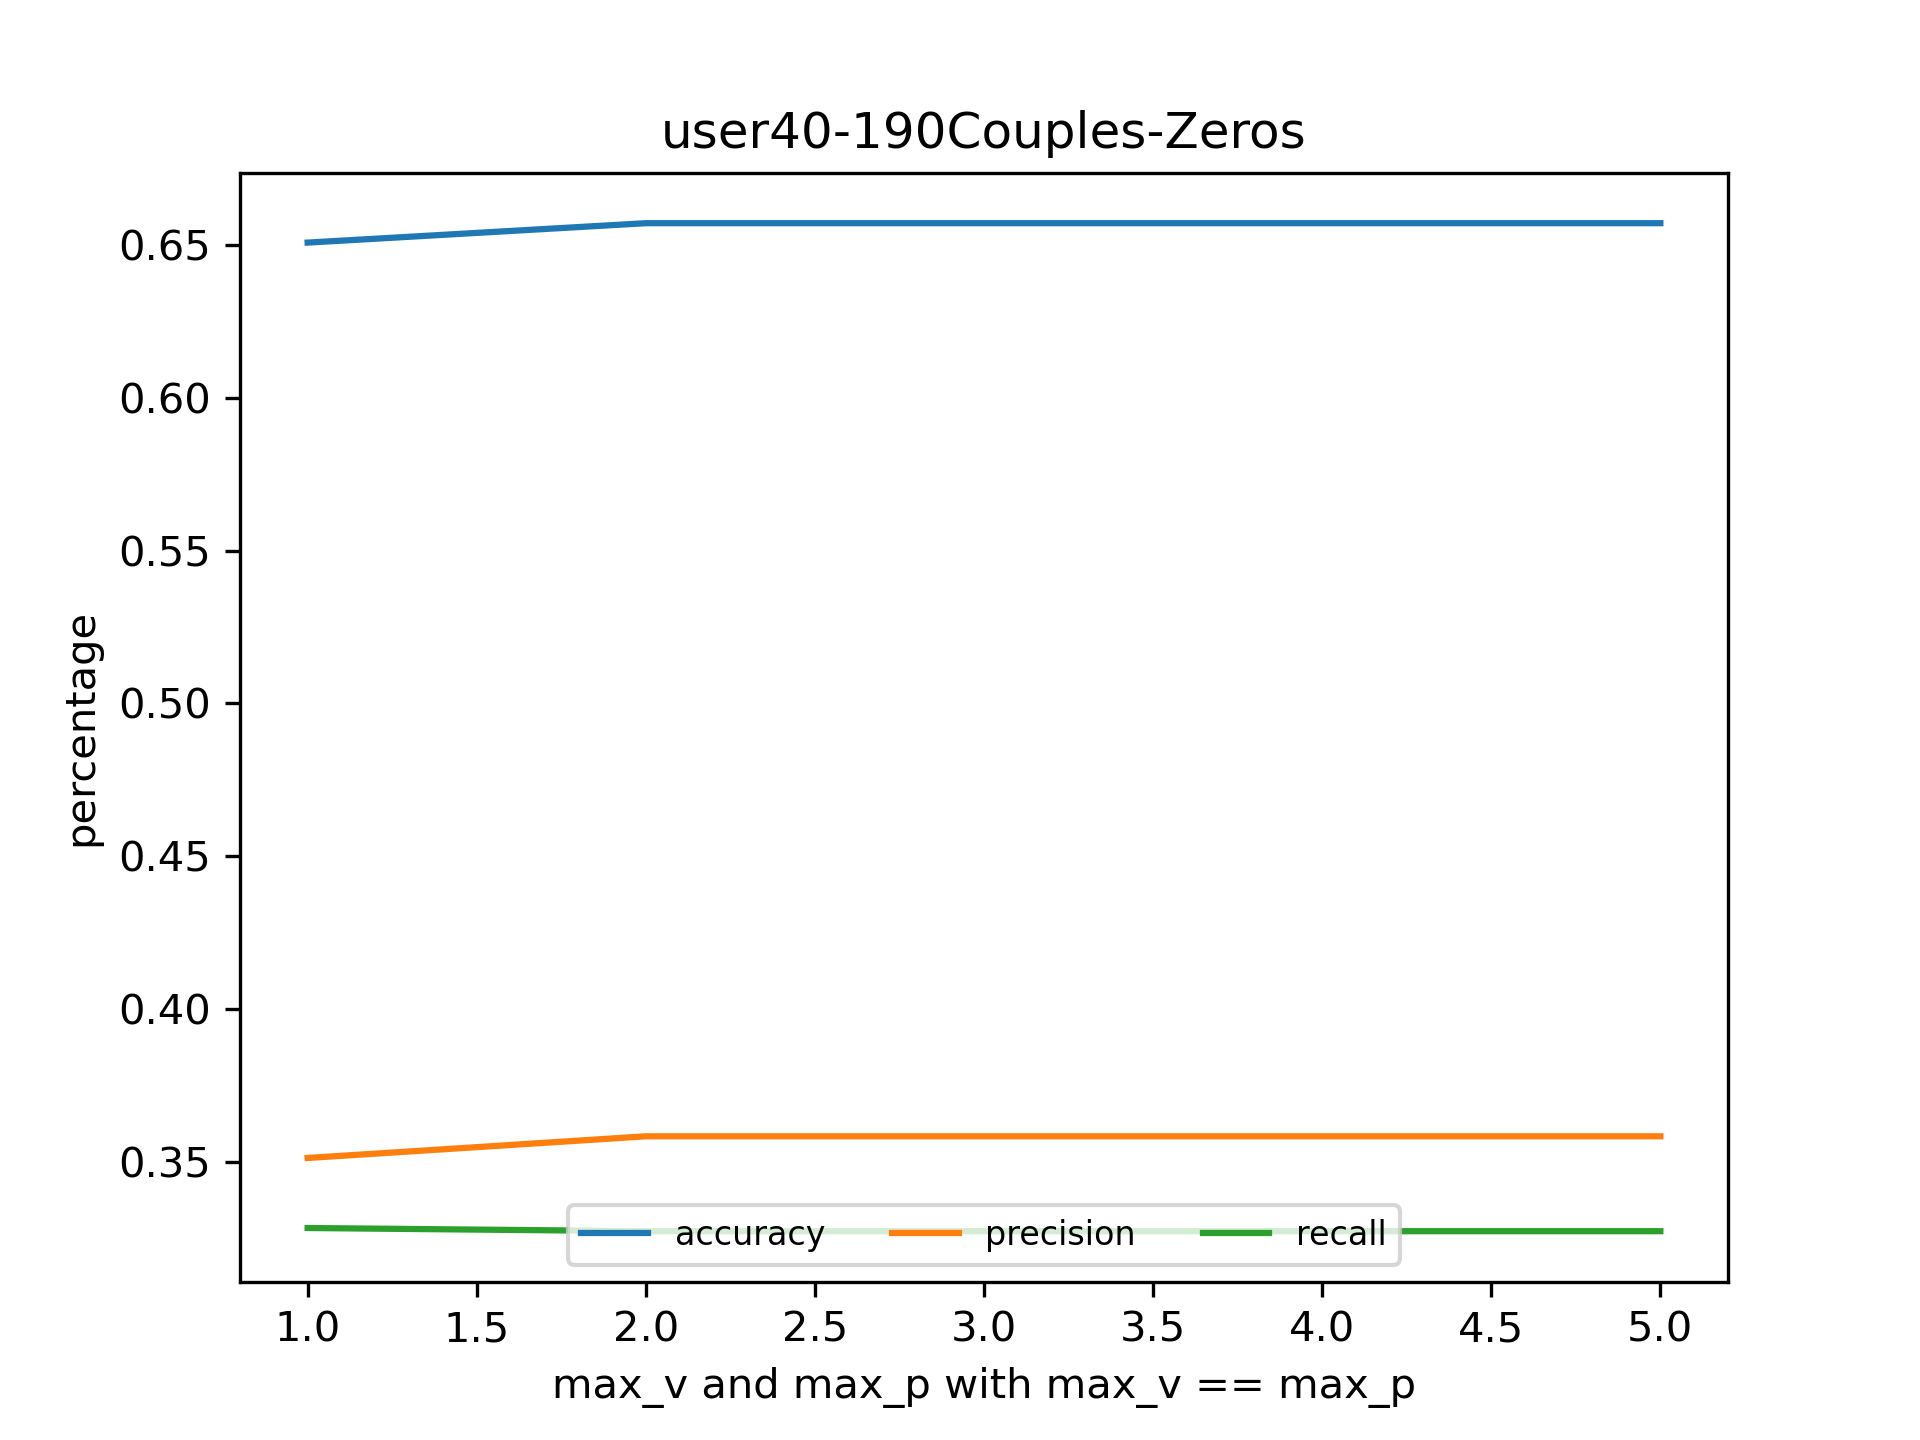 user40-190Couples-Zeros
0.65
0.60
0.55
0.50
0.45
0.40
0.35
percentage
accuracy precision recall
1.0 1.5 2.0 2.5 3.0 3.5 4.0 4.5 5.0
max_v and max_p with max_v == max_p